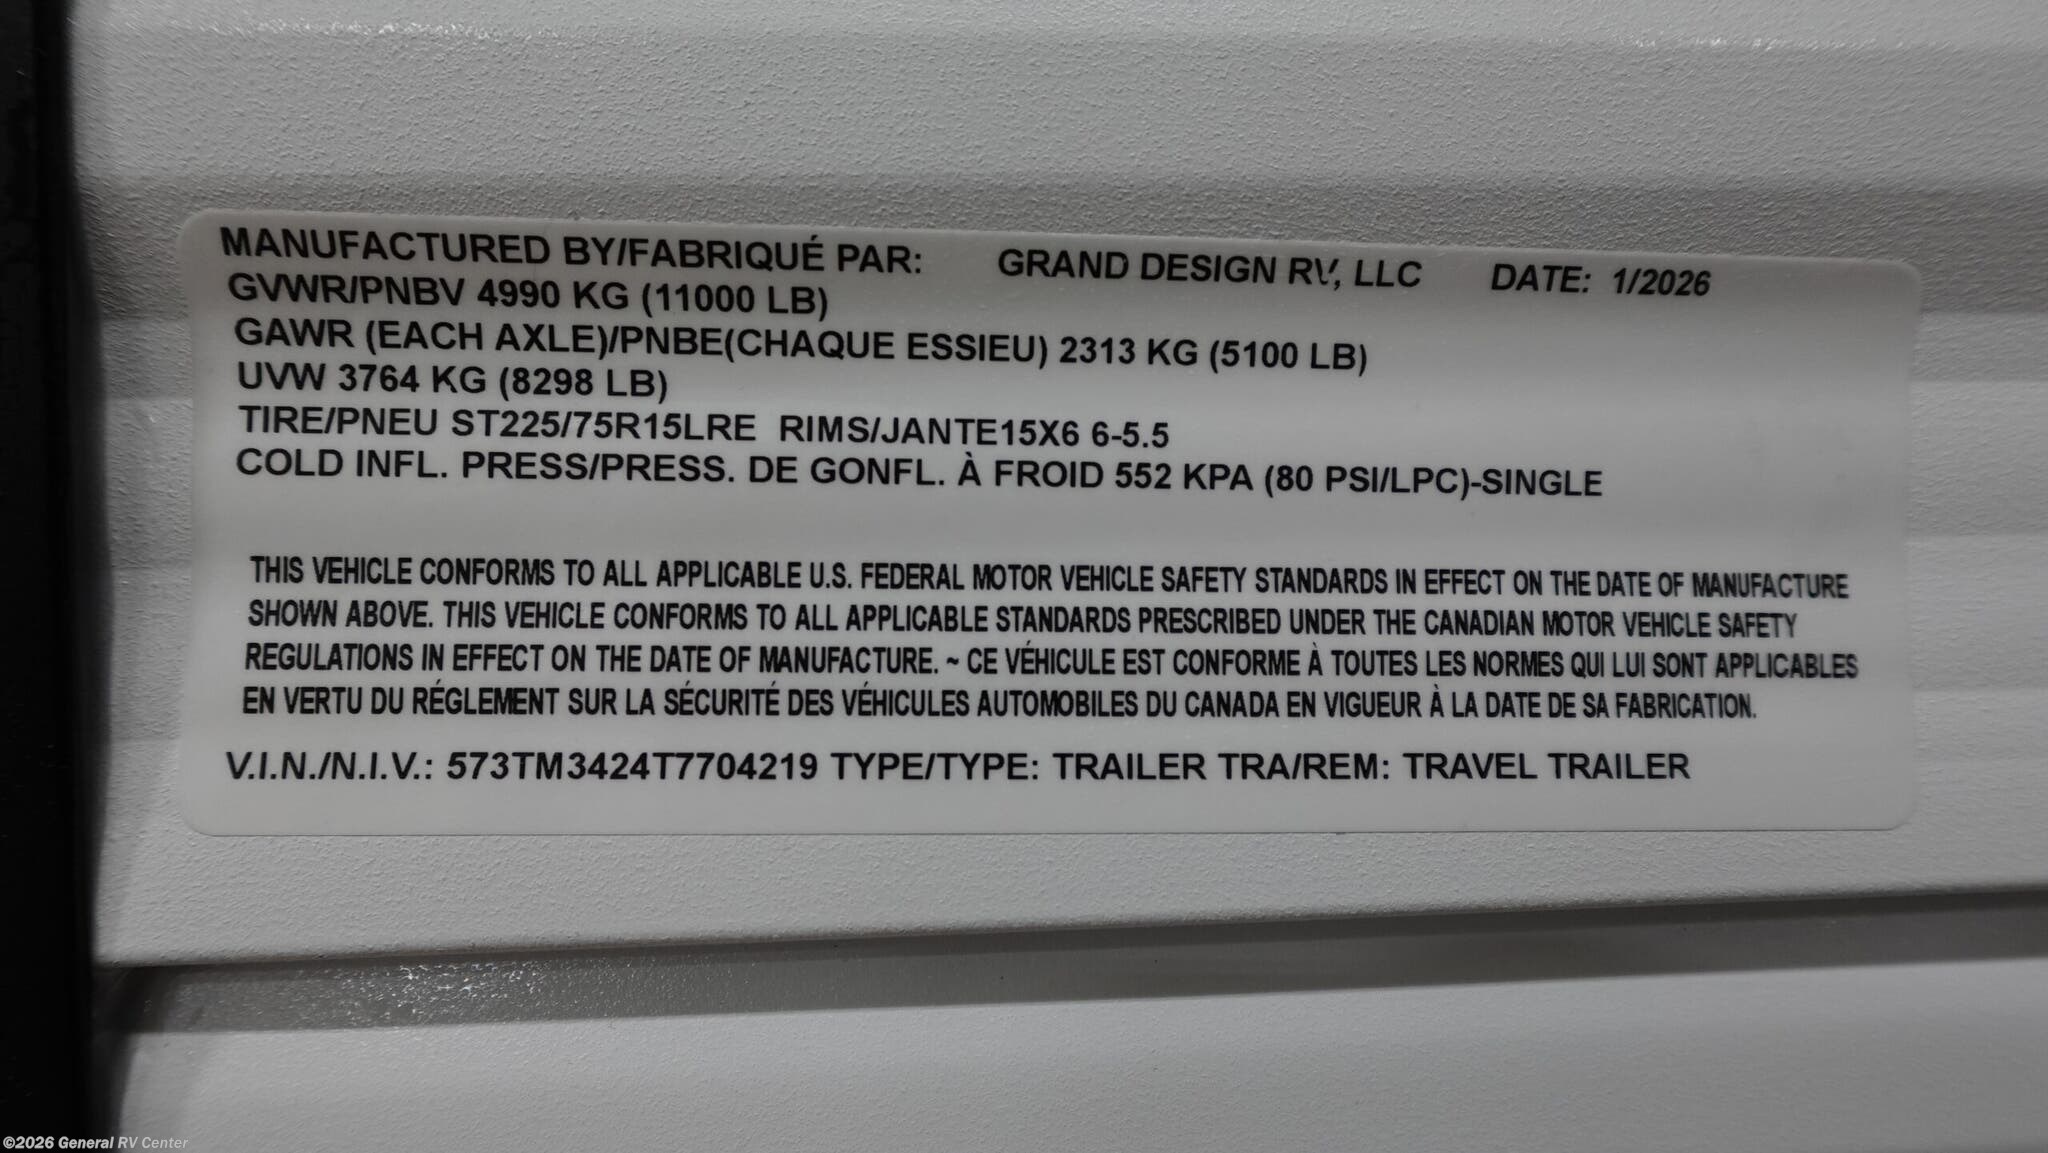 MANUFACTURED BY/FABRIQUÉ PAR: GRAND DESIGN RV, LLC DATE: 1/2026
GVWR/PNBV 4990 KG (11000 LB)
GAWR (EACH AXLE)/PNBE(CHAQUE ESSIEU) 2313 KG (5100 LB)
UVW 3764 KG (8298 LB)
TIRE/PNEU ST225/75R15LRE RIMS/JANTE15X6 6-5.5
COLD INFL. PRESS/PRESS. DE GONFL. À FROID 552 KPA (80 PSI/LPC)-SINGLE
THIS VEHICLE CONFORMS TO ALL APPLICABLE U.S. FEDERAL MOTOR VEHICLE SAFETY STANDARDS IN EFFECT ON THE DATE OF MANUFACTURE
SHOWN ABOVE. THIS VEHICLE CONFORMS TO ALL APPLICABLE STANDARDS PRESCRIBED UNDER THE CANADIAN MOTOR VEHICLE SAFETY
REGULATIONS IN EFFECT ON THE DATE OF MANUFACTURE. ~ CE VÉHICULE EST CONFORME À TOUTES LES NORMES QUI LUI SONT APPLICABLES
EN VERTU DU RÉGLEMENT SUR LA SÉCURITÉ DES VÉHICULES AUTOMOBILES DU CANADA EN VIGUEUR À LA DATE DE SA FABRICATION.
V.I.N./N.I.V.: 573TM3424T7704219 TYPE/TYPE: TRAILER TRA/REM: TRAVEL TRAILER
©2026 General RV Center